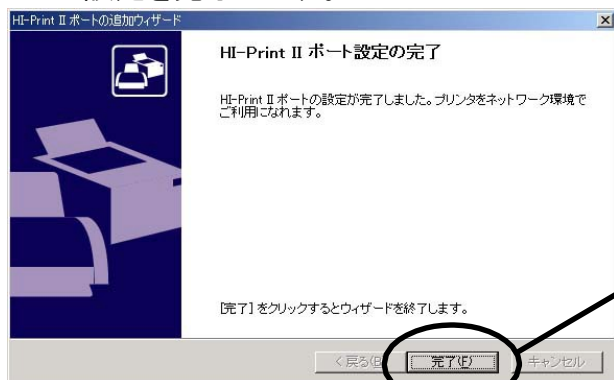 HI-Print II ポートの追加ウィザード
HI-Print II ポート設定の完了
HI-Print II ポートの設定が完了しました。プリンタをネットワーク環境で
ご利用になれます。
[完了] をクリックするとウィザードを終了します。
< 戻る(B
完了(F)
キャンセル